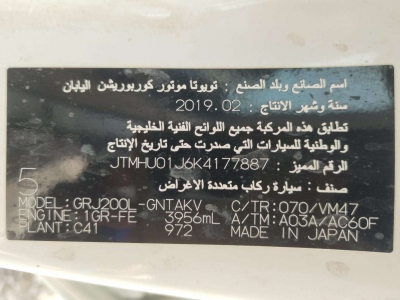 اسم الصانع وبلد الصنع : تويوتا موتور كوربوريشن اليابان
سنة وشهر الانتاج : 2019.02
تطابق هذه المركبة جميع اللوائح الفنية الخليجية
والوطنية للسيارات التي صدرت حتى تاريخ الإنتاج
الرقم المميز : JTMHU01J6K4177887
صنف : سيارة ركاب متعددة الاغراض
5
MODEL: GRJ200L-GNTAKV C/TR: 070/VM47
ENGINE: 1GR-FE 3956mL A/TM: A03A/AC60F
PLANT: C41 972 MADE IN JAPAN